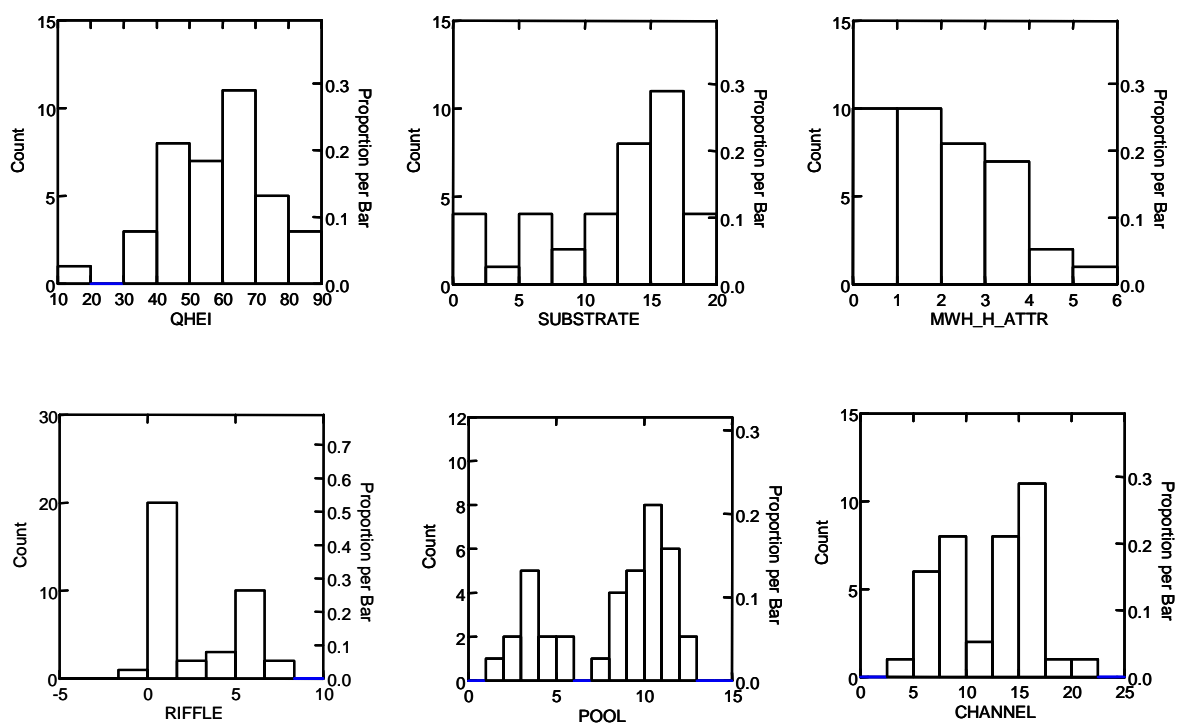 15
10
5
0
Count
0.3
0.2
0.1
0.0
Proportion per Bar
10 20 30 40 50 60 70 80 90
QHEI
15
10
5
0
Count
0.3
0.2
0.1
0.0
Proportion per Bar
0 5 10 15 20
SUBSTRATE
15
10
5
0
Count
0.3
0.2
0.1
0.0
Proportion per Bar
0 1 2 3 4 5 6
MWH_H_ATTR
30
20
10
0
Count
0.7
0.6
0.5
0.4
0.3
0.2
0.1
0.0
Proportion per Bar
-5 0 5 10
RIFFLE
12
10
8
6
4
2
0
Count
0.3
0.2
0.1
0.0
Proportion per Bar
0 5 10 15
POOL
15
10
5
0
Count
0.3
0.2
0.1
0.0
Proportion per Bar
0 5 10 15 20 25
CHANNEL